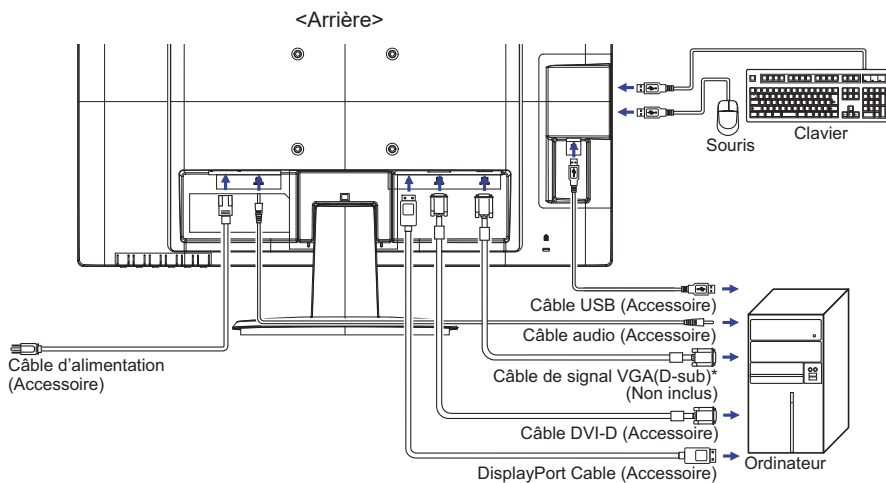 <Arrière>
Souris
Clavier
Câble USB (Accessoire)
Câble audio (Accessoire)
Câble d'alimentation
(Accessoire)
Câble de signal VGA(D-sub)*
(Non inclus)
Câble DVI-D (Accessoire)
Ordinateur
DisplayPort Cable (Accessoire)